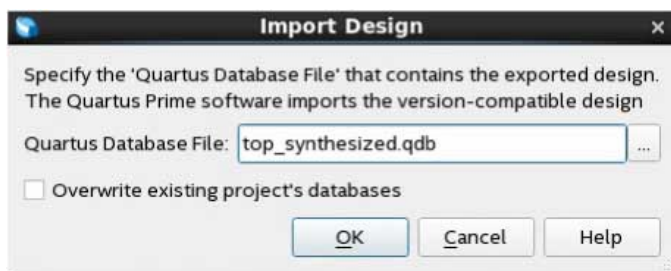 Import Design
Specify the 'Quartus Database File' that contains the exported design.
The Quartus Prime software imports the version-compatible design
Quartus Database File: top_synthesized.qdb ...
Overwrite existing project's databases
OK Cancel Help